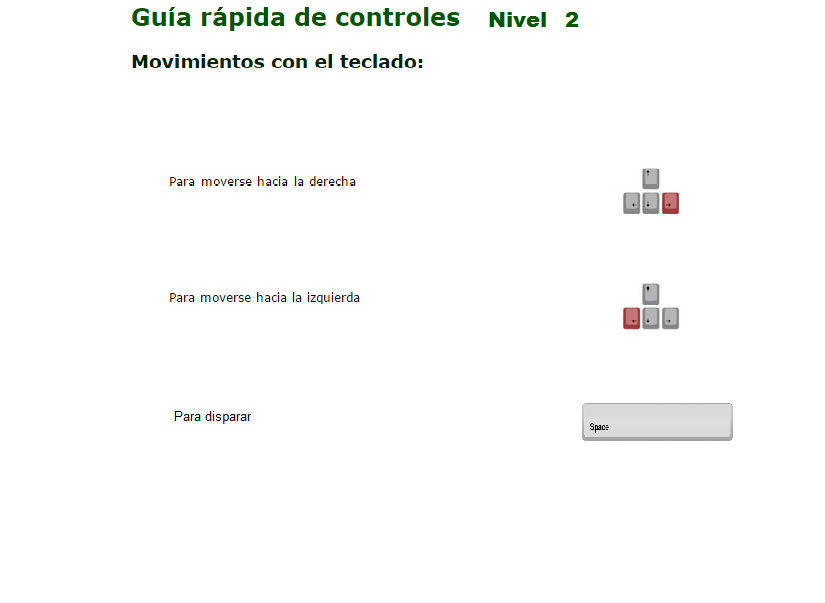 Guía rápida de controles Nivel 2
Movimientos con el teclado:
Para moverse hacia la derecha
Para moverse hacia la izquierda
Para disparar
Space